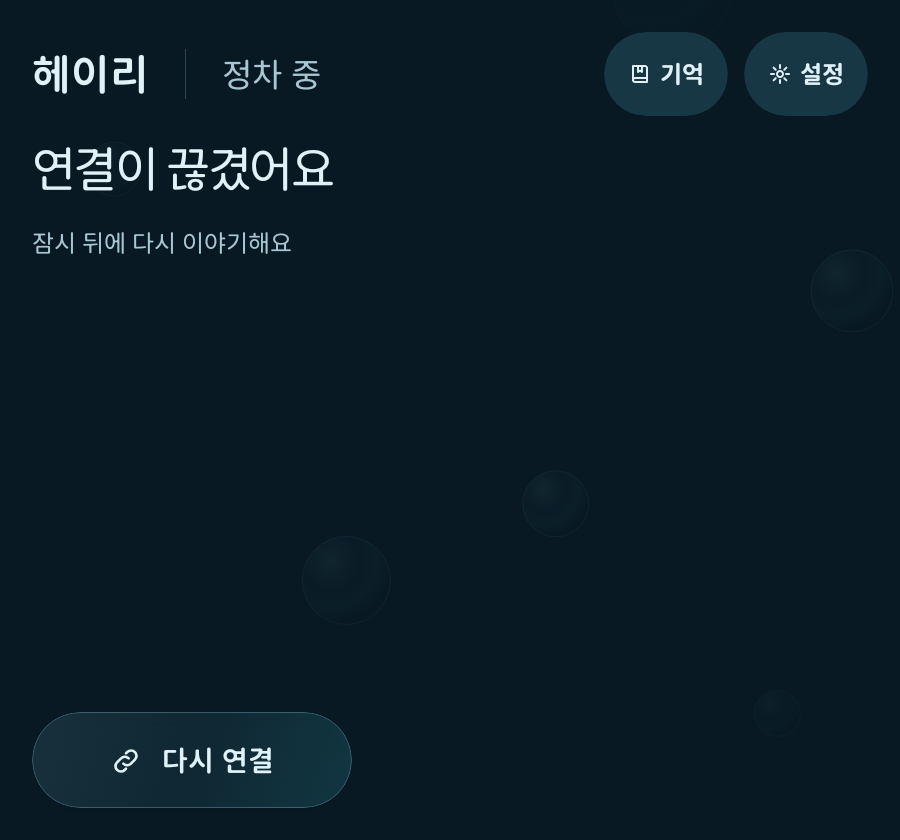 헤이리
정차 중
기억
설정
연결이 끊겼어요
잠시 뒤에 다시 이야기해요
다시 연결